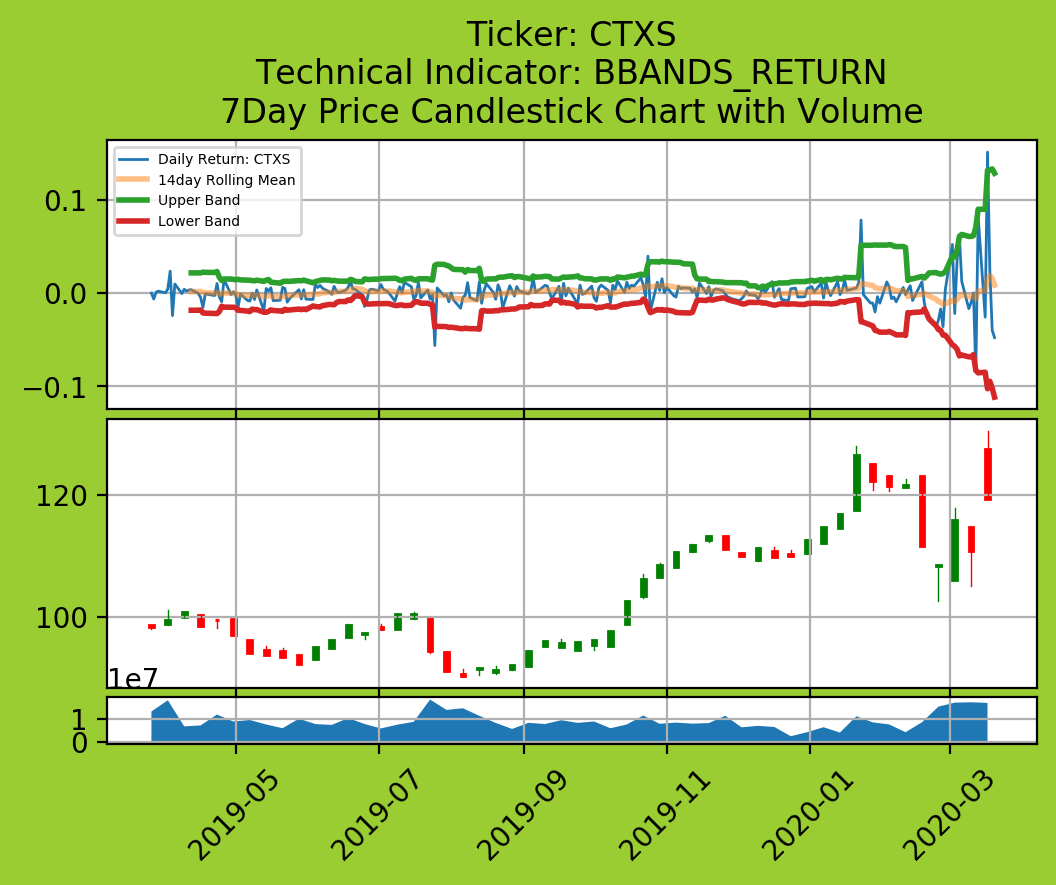 Ticker: CTXS
Technical Indicator: BBANDS_RETURN
7Day Price Candlestick Chart with Volume
Daily Return: CTXS
14day Rolling Mean
Upper Band
Lower Band
0.1
0.0
−0.1
120
100
1e7
1
0
2019-05
2019-07
2019-09
2019-11
2020-01
2020-03